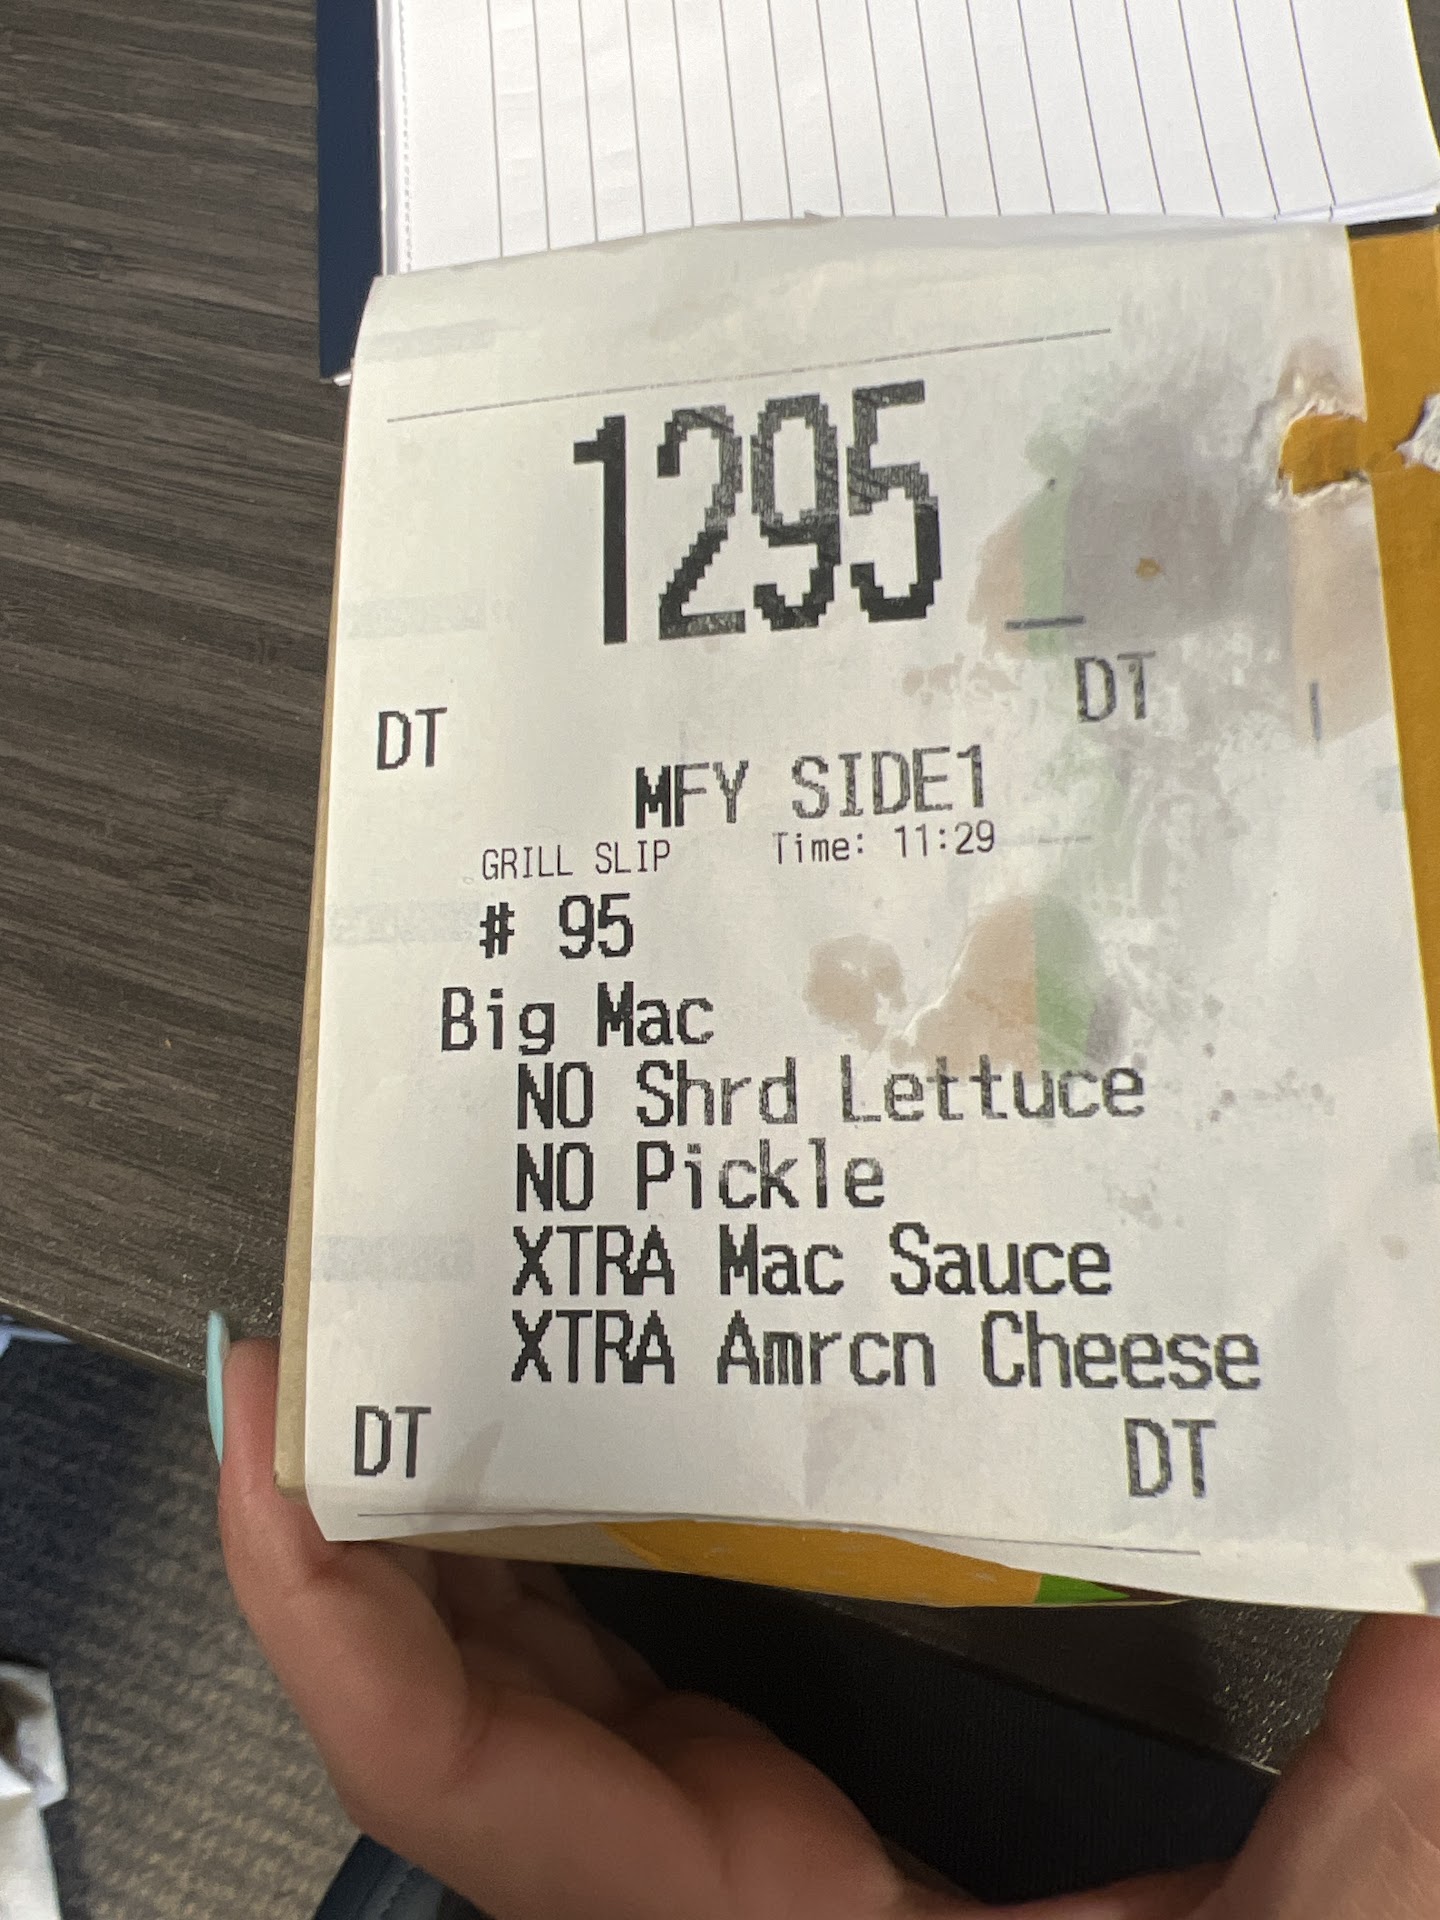 1295
DT DT
MFY SIDE1
GRILL SLIP Time: 11:29
# 95
Big Mac
NO Shrd Lettuce
NO Pickle
XTRA Mac Sauce
XTRA Amrcn Cheese
DT DT